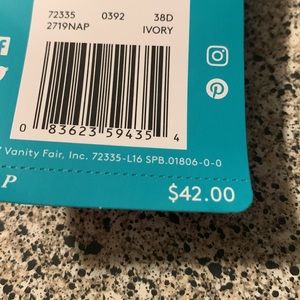 72335 0392 38D
2719NAP IVORY
0 83623 59435 4
Vanity Fair, Inc. 72335-L16 SPB.01806-0-0
P
$42.00